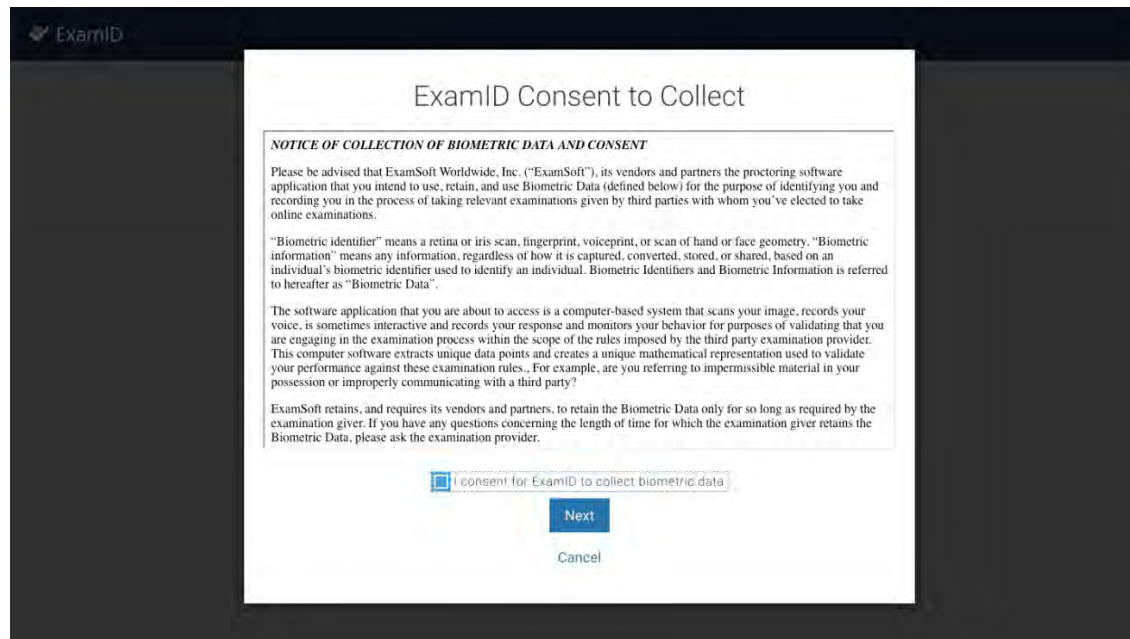 ExamID
ExamID Consent to Collect
NOTICE OF COLLECTION OF BIOMETRIC DATA AND CONSENT
Please be advised that ExamSoft Worldwide, Inc. (“ExamSoft”), its vendors and partners the proctoring software
application that you intend to use, retain, and use Biometric Data (defined below) for the purpose of identifying you and
recording you in the process of taking relevant examinations given by third parties with whom you’ve elected to take
online examinations.
“Biometric identifier” means a retina or iris scan, fingerprint, voiceprint, or scan of hand or face geometry. “Biometric
information” means any information, regardless of how it is captured, converted, stored, or shared, based on an
individual’s biometric identifier used to identify an individual. Biometric Identifiers and Biometric Information is referred
to hereafter as “Biometric Data”.
The software application that you are about to access is a computer-based system that scans your image, records your
voice, is sometimes interactive and records your response and monitors your behavior for purposes of validating that you
are engaging in the examination process within the scope of the rules imposed by the third party examination provider.
This computer software extracts unique data points and creates a unique mathematical representation used to validate
your performance against these examination rules., For example, are you referring to impermissible material in your
possession or improperly communicating with a third party?
ExamSoft retains, and requires its vendors and partners, to retain the Biometric Data only for so long as required by the
examination giver. If you have any questions concerning the length of time for which the examination giver retains the
Biometric Data, please ask the examination provider.
I consent for ExamID to collect biometric data
Next
Cancel